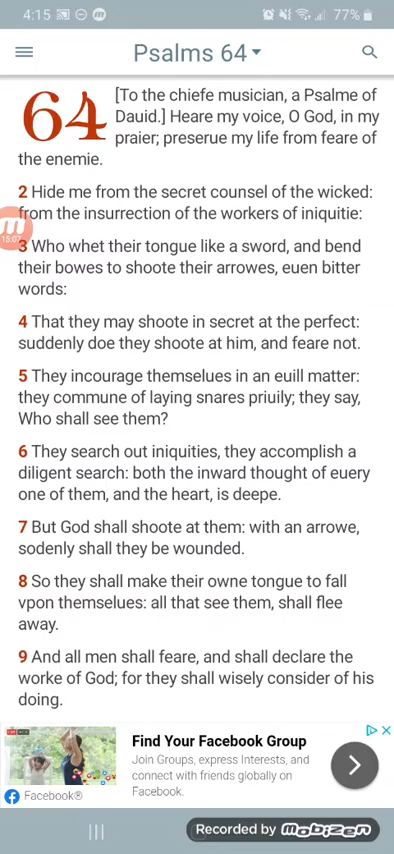 4:15 77%
Psalms 64
64 [To the chiefe musician, a Psalme of
Dauid.] Heare my voice, O God, in my
praier; preserue my life from feare of
the enemie.
2 Hide me from the secret counsel of the wicked:
from the insurrection of the workers of iniquitie:
15:07
3 Who whet their tongue like a sword, and bend
their bowes to shoote their arrowes, euen bitter
words:
4 That they may shoote in secret at the perfect:
suddenly doe they shoote at him, and feare not.
5 They incourage themselues in an euill matter:
they commune of laying snares priuily; they say,
Who shall see them?
6 They search out iniquities, they accomplish a
diligent search: both the inward thought of euery
one of them, and the heart, is deepe.
7 But God shall shoote at them: with an arrowe,
sodenly shall they be wounded.
8 So they shall make their owne tongue to fall
vpon themselues: all that see them, shall flee
away.
9 And all men shall feare, and shall declare the
worke of God; for they shall wisely consider of his
doing.
Find Your Facebook Group
Join Groups, express Interests, and
connect with friends globally on
Facebook.
Facebook®
Recorded by mobizen